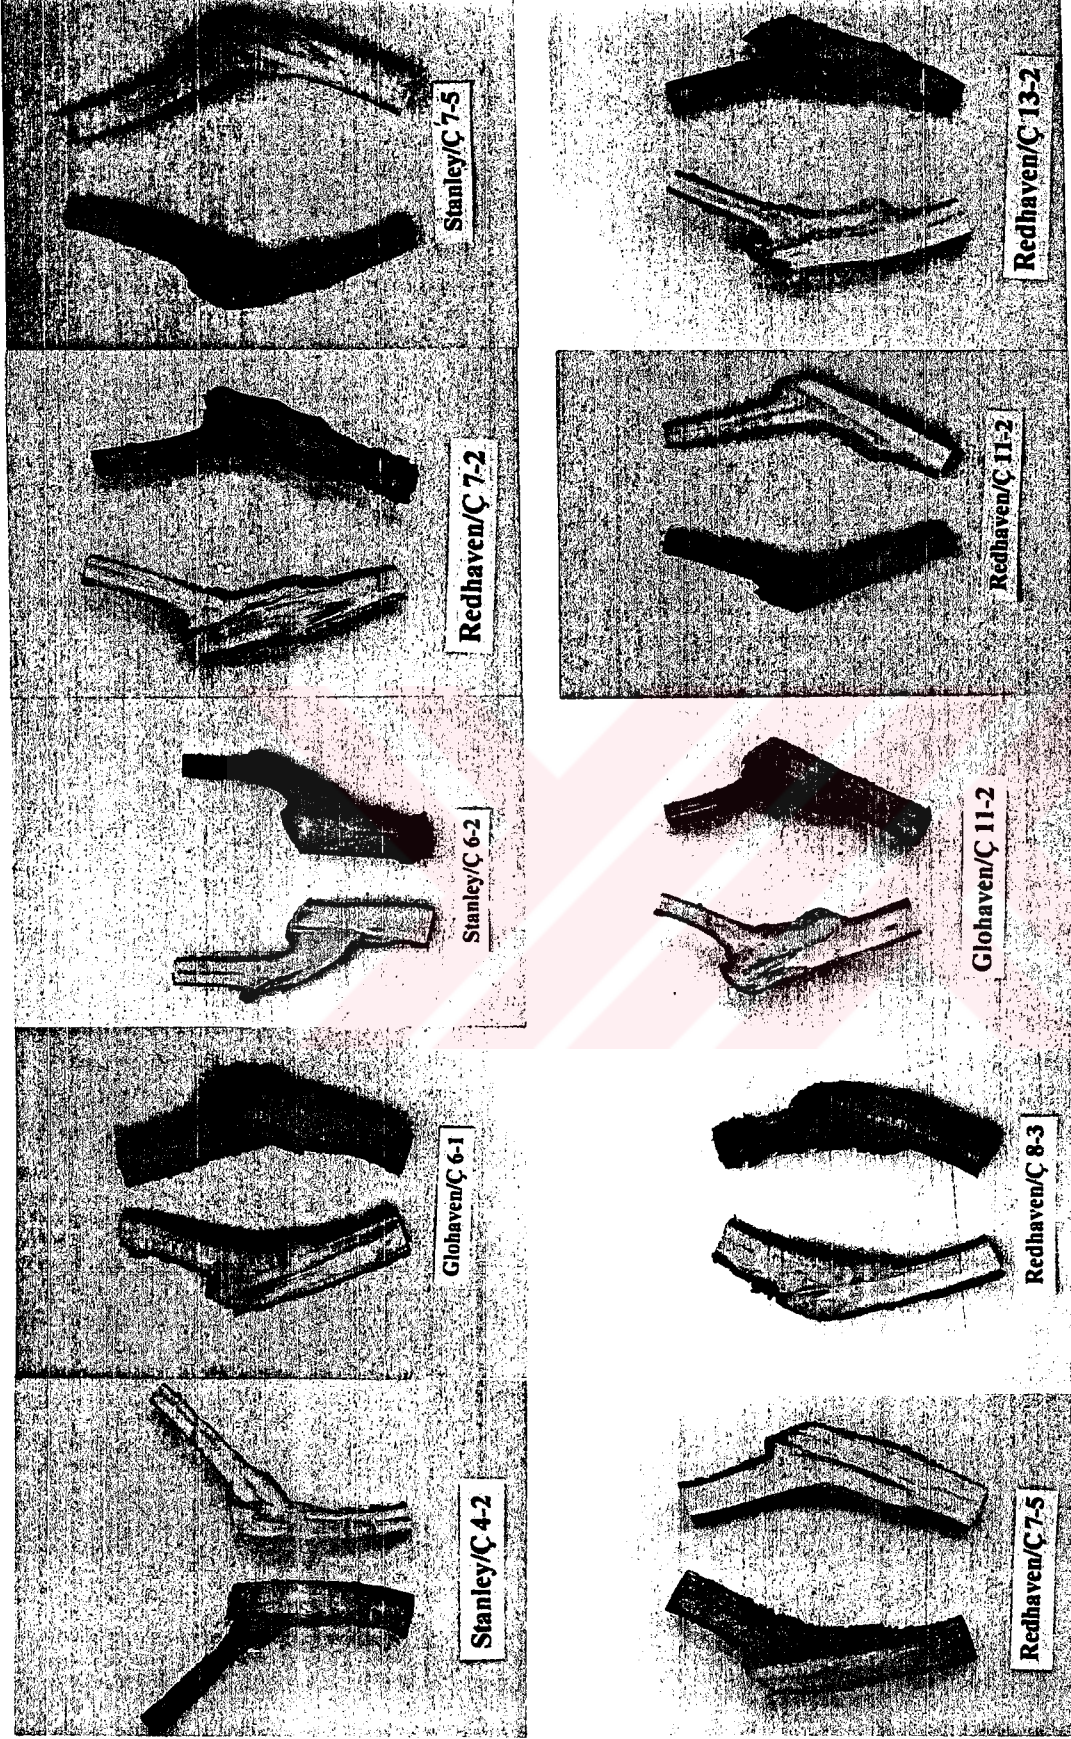 Stanley/Ç 4-2
Glohaven/Ç 6-1
Stanley/Ç 6-2
Redhaven/Ç 7-2
Stanley/Ç 7-5
Redhaven/Ç7-5
Redhaven/Ç 8-3
Glohaven/Ç 11-2
Redhaven/Ç 11-2
Redhaven/Ç 13-2